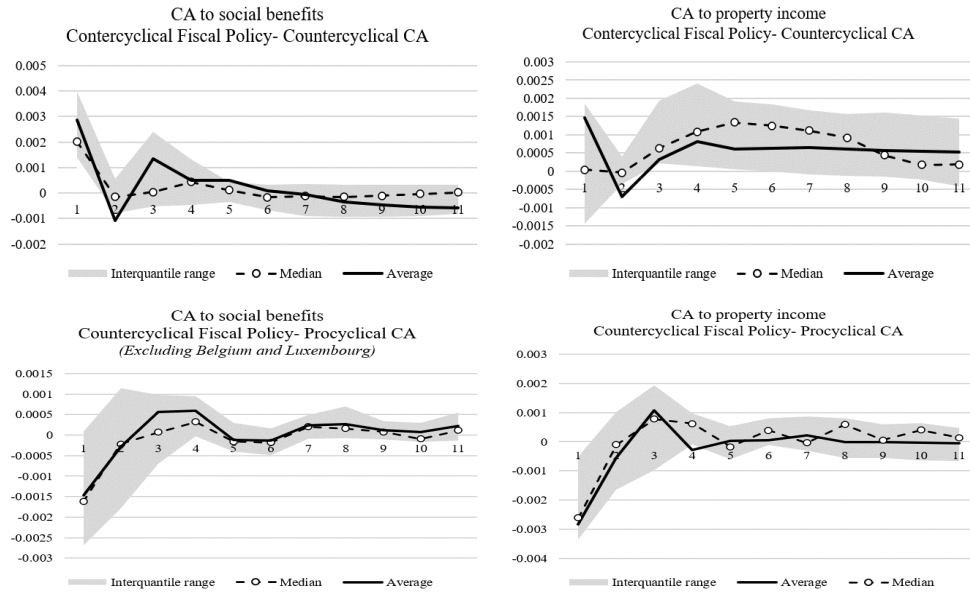 CA to social benefits
Contercyclical Fiscal Policy- Countercyclical CA
0.005
0.004
0.003
0.002
0.001
0
-0.001
-0.002
1 2 3 4 5 6 7 8 9 10 11
Interquantile range Median Average
CA to property income
Contercyclical Fiscal Policy- Countercyclical CA
0.003
0.0025
0.002
0.0015
0.001
0.0005
0
-0.0005
-0.001
-0.0015
-0.002
1 2 3 4 5 6 7 8 9 10 11
Interquantile range Median Average
CA to social benefits
Countercyclical Fiscal Policy- Procyclical CA
(Excluding Belgium and Luxembourg)
0.0015
0.001
0.0005
0
-0.0005
-0.001
-0.0015
-0.002
-0.0025
-0.003
1 2 3 4 5 6 7 8 9 10 11
Interquantile range Median Average
CA to property income
Countercyclical Fiscal Policy- Procyclical CA
0.003
0.002
0.001
0
-0.001
-0.002
-0.003
-0.004
1 2 3 4 5 6 7 8 9 10 11
Interquantile range Average Median